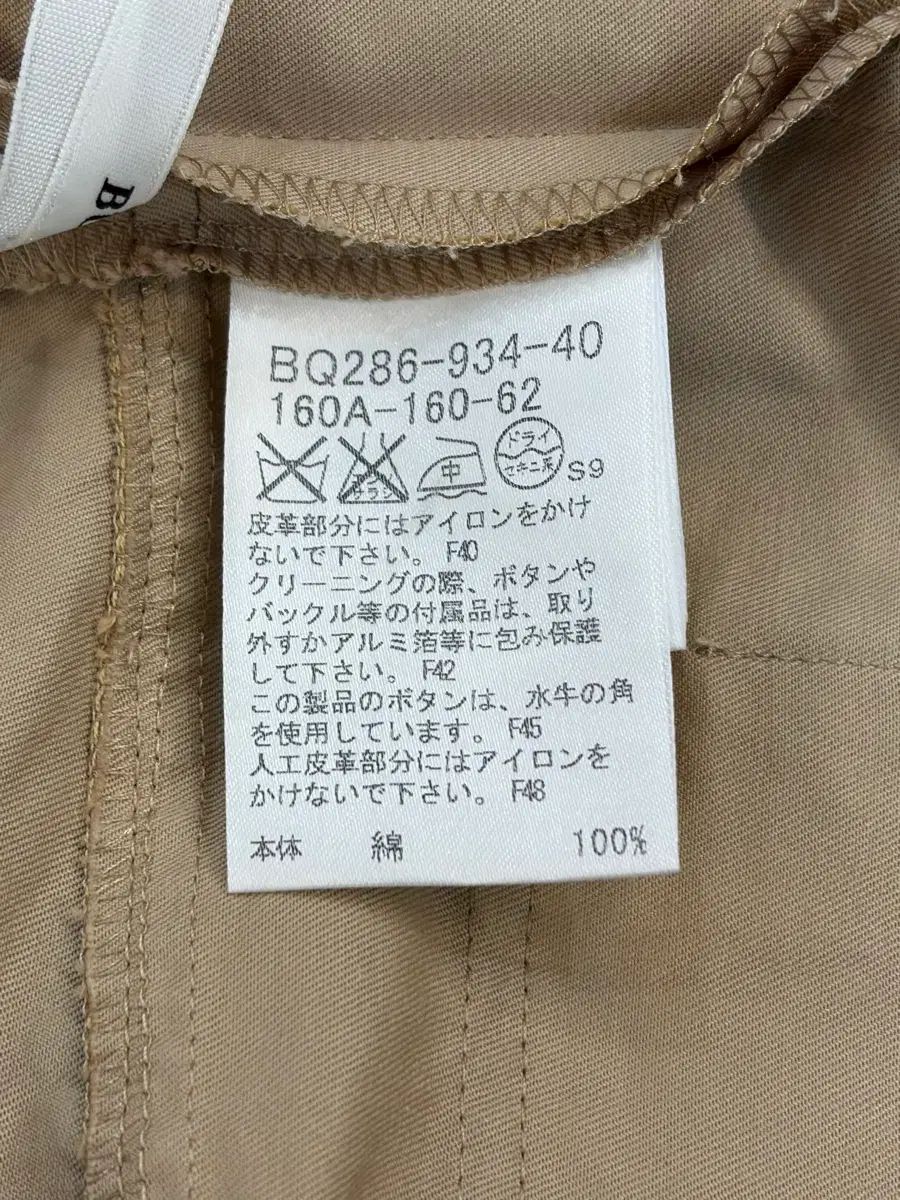 BQ286-934-40
160A-160-62
中
ドライ
セキユ系
S9
皮革部分にはアイロンをかけ
ないで下さい。 F40
クリーニングの際、ボタンや
バックル等の付属品は、取り
外すかアルミ箔等に包み保護
して下さい。 F42
この製品のボタンは、水牛の角
を使用しています。 F45
人工皮革部分にはアイロンを
かけないで下さい。 F48
本体 綿 100%